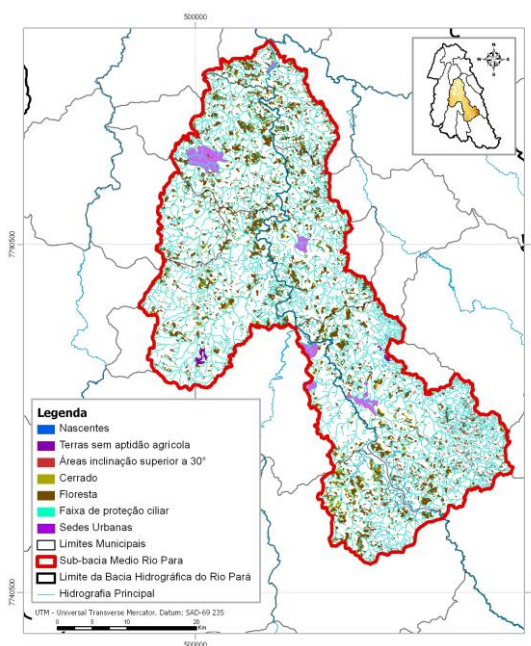 500000
N
W E
S
7790500
Legenda
Nascentes
Terras sem aptidão agricola
Áreas inclinação superior a 30°
Cerrado
Floresta
Faixa de proteção ciliar
Sedes Urbanas
Limites Municipais
Sub-bacia Medio Rio Para
Limite da Bacia Hidrográfica do Rio Pará
Hidrografia Principal
7740500
UTM - Universal Transverse Mercator. Datum: SAD-69 23S
0 5 10 20
Km
500000